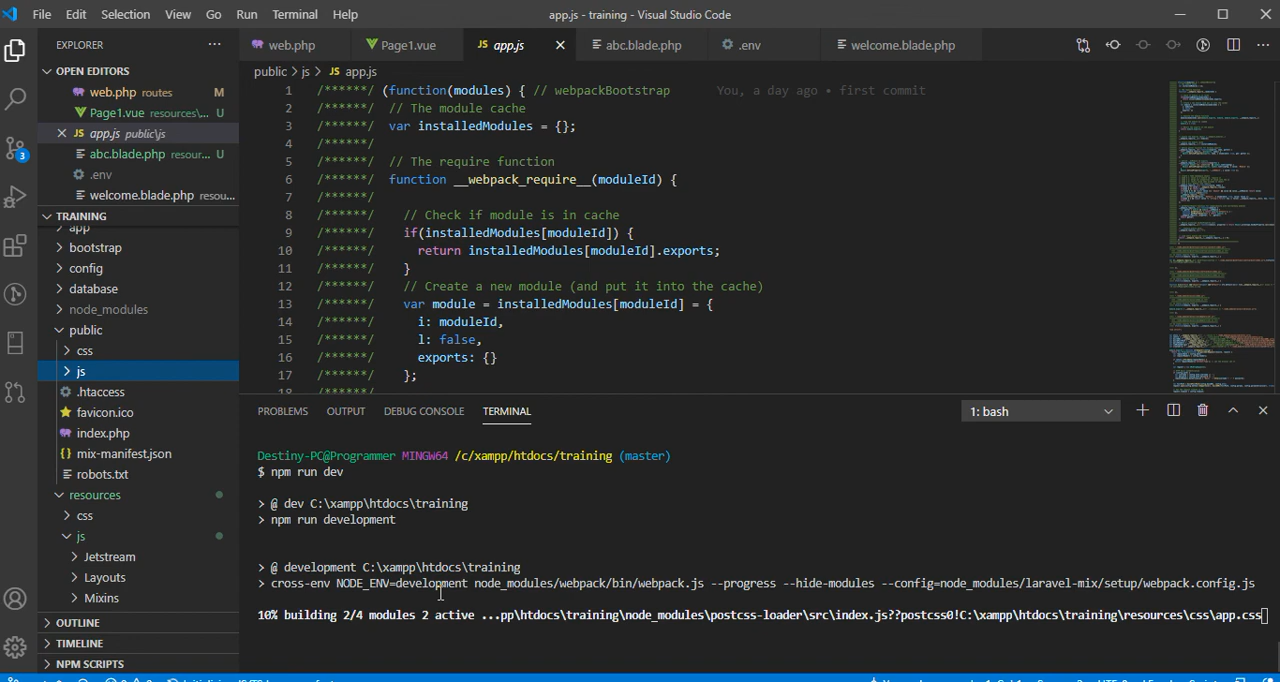 File Edit Selection View Go Run Terminal Help
app.js - training - Visual Studio Code
EXPLORER
OPEN EDITORS
web.php routes
Page1.vue resources\... U
app.js public\js
abc.blade.php resour... U
.env
welcome.blade.php resou...
TRAINING
app
bootstrap
config
database
node_modules
public
css
js
.htaccess
favicon.ico
index.php
mix-manifest.json
robots.txt
resources
css
js
Jetstream
Layouts
Mixins
OUTLINE
TIMELINE
NPM SCRIPTS
3
web.php Page1.vue JS app.js abc.blade.php .env welcome.blade.php
public > js > JS app.js
1 /******/ (function(modules) { // webpackBootstrap You, a day ago • first commit
2 /******/ // The module cache
3 /******/ var installedModules = {};
4 /******/
5 /******/ // The require function
6 /******/ function __webpack_require__(moduleId) {
7 /******/
8 /******/ // Check if module is in cache
9 /******/ if(installedModules[moduleId]) {
10 /******/ return installedModules[moduleId].exports;
11 /******/ }
12 /******/ // Create a new module (and put it into the cache)
13 /******/ var module = installedModules[moduleId] = {
14 /******/ i: moduleId,
15 /******/ l: false,
16 /******/ exports: {}
17 /******/ };
18 /******/
PROBLEMS OUTPUT DEBUG CONSOLE TERMINAL 1: bash
Destiny-PC@Programmer MINGW64 /c/xampp/htdocs/training (master)
$ npm run dev
> @ dev C:\xampp\htdocs\training
> npm run development
> @ development C:\xampp\htdocs\training
> cross-env NODE_ENV=development node_modules/webpack/bin/webpack.js --progress --hide-modules --config=node_modules/laravel-mix/setup/webpack.config.js
10% building 2/4 modules 2 active ...pp\htdocs\training\node_modules\postcss-loader\src\index.js??postcss0!C:\xampp\htdocs\training\resources\css\app.css